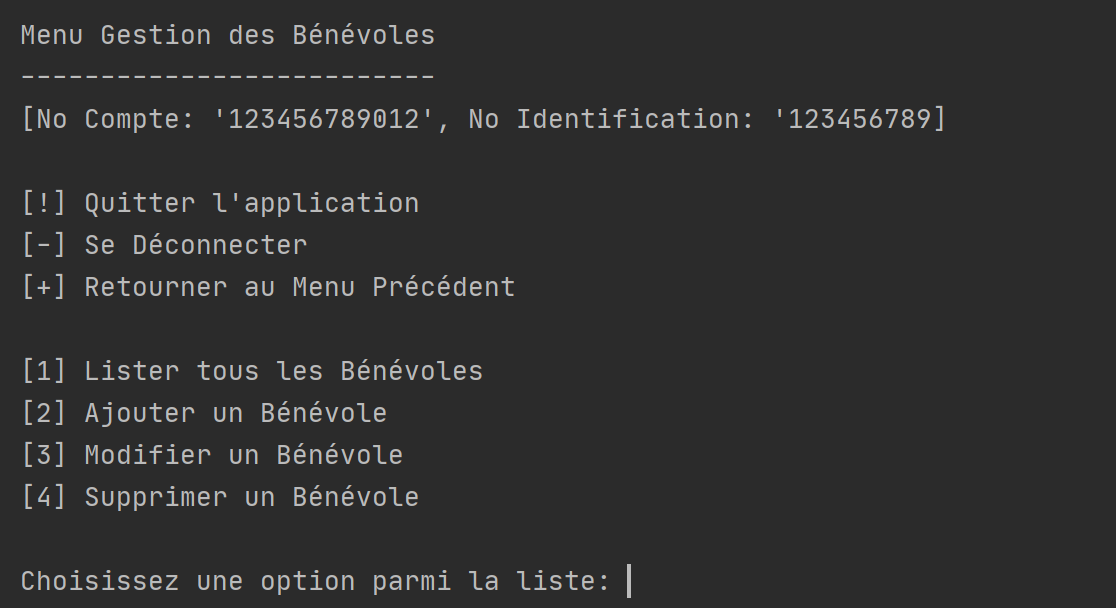 Menu Gestion des Bénévoles
--------------------------
[No Compte: '123456789012', No Identification: '123456789]
[!] Quitter l'application
[-] Se Déconnecter
[+] Retourner au Menu Précédent
[1] Lister tous les Bénévoles
[2] Ajouter un Bénévole
[3] Modifier un Bénévole
[4] Supprimer un Bénévole
Choisissez une option parmi la liste: